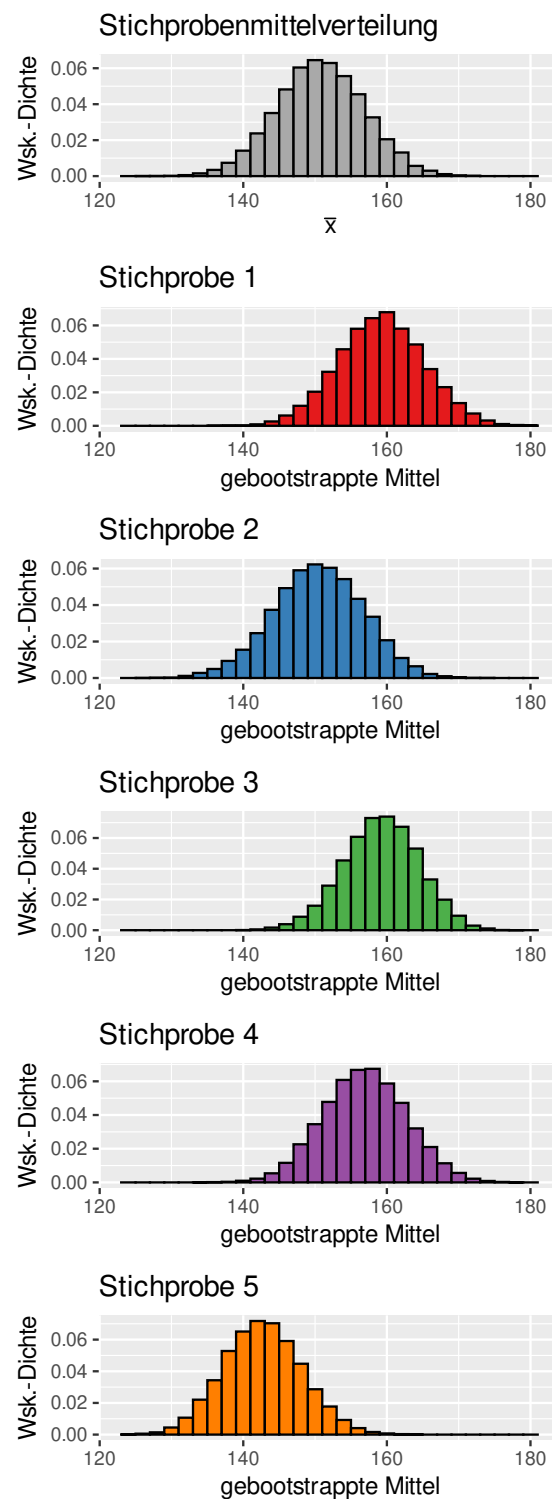 Stichprobenmittelverteilung
Wsk.-Dichte
0.06
0.04
0.02
0.00
120 140 160 180
x̅
Stichprobe 1
Wsk.-Dichte
0.06
0.04
0.02
0.00
120 140 160 180
gebootstrappte Mittel
Stichprobe 2
Wsk.-Dichte
0.06
0.04
0.02
0.00
120 140 160 180
gebootstrappte Mittel
Stichprobe 3
Wsk.-Dichte
0.06
0.04
0.02
0.00
120 140 160 180
gebootstrappte Mittel
Stichprobe 4
Wsk.-Dichte
0.06
0.04
0.02
0.00
120 140 160 180
gebootstrappte Mittel
Stichprobe 5
Wsk.-Dichte
0.06
0.04
0.02
0.00
120 140 160 180
gebootstrappte Mittel